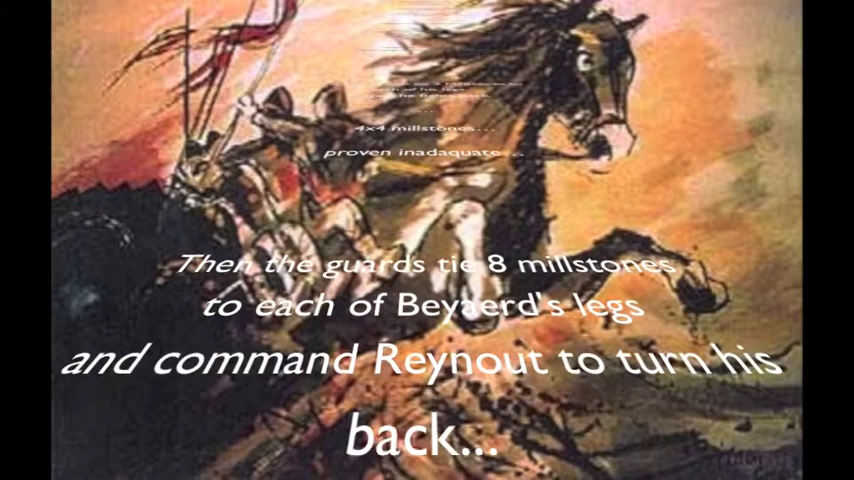 4x4 millstones...
proven inadaquate...
Then the guards tie 8 millstones
to each of Beyaerd's legs
and command Reynout to turn his
back...